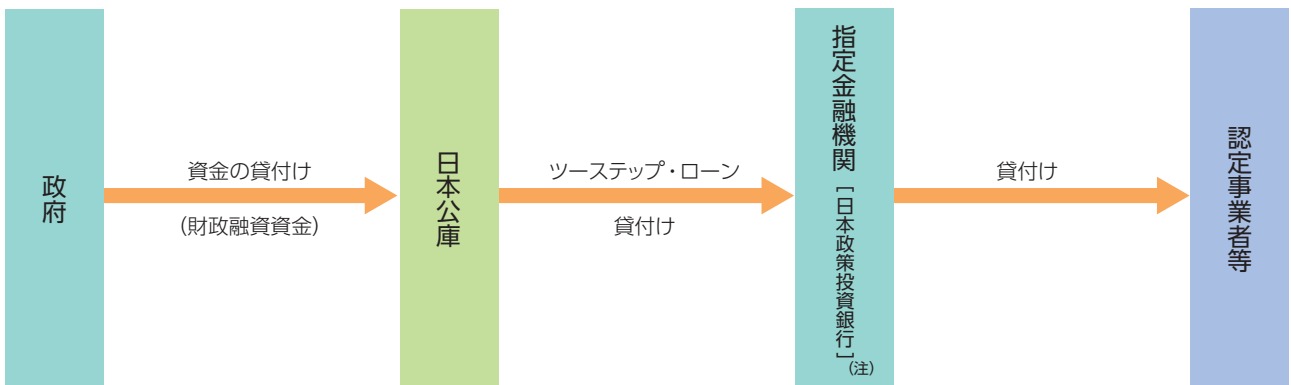 政府
資金の貸付け
(財政融資資金)
日本公庫
ツーステップ・ローン
貸付け
指定金融機関[日本政策投資銀行](注)
貸付け
認定事業者等